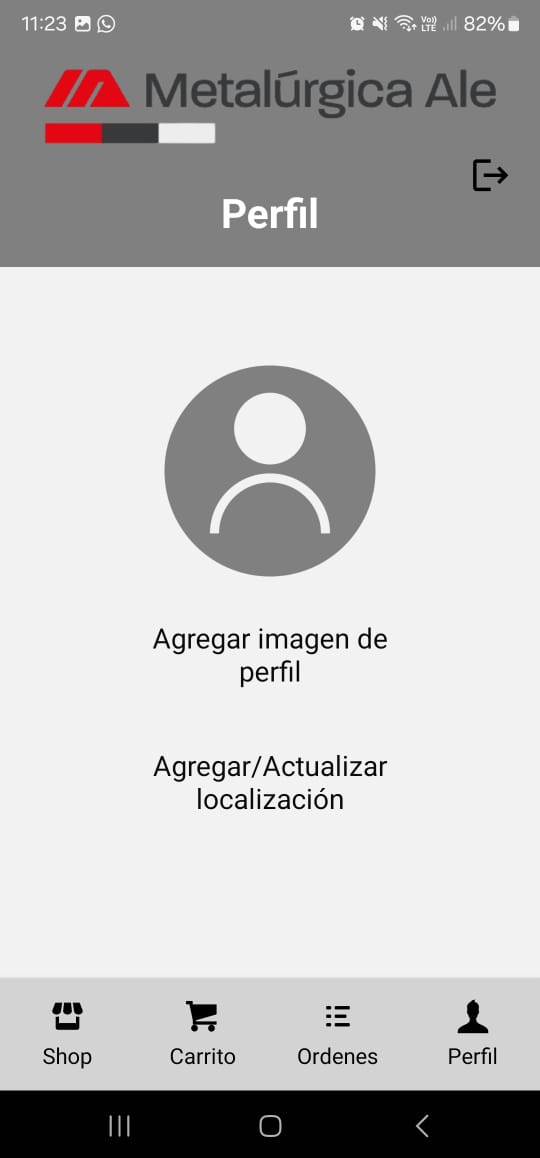 11:23 Vo)) LTE 82%
Metalúrgica Ale
Perfil
Agregar imagen de
perfil
Agregar/Actualizar
localización
Shop Carrito Ordenes Perfil